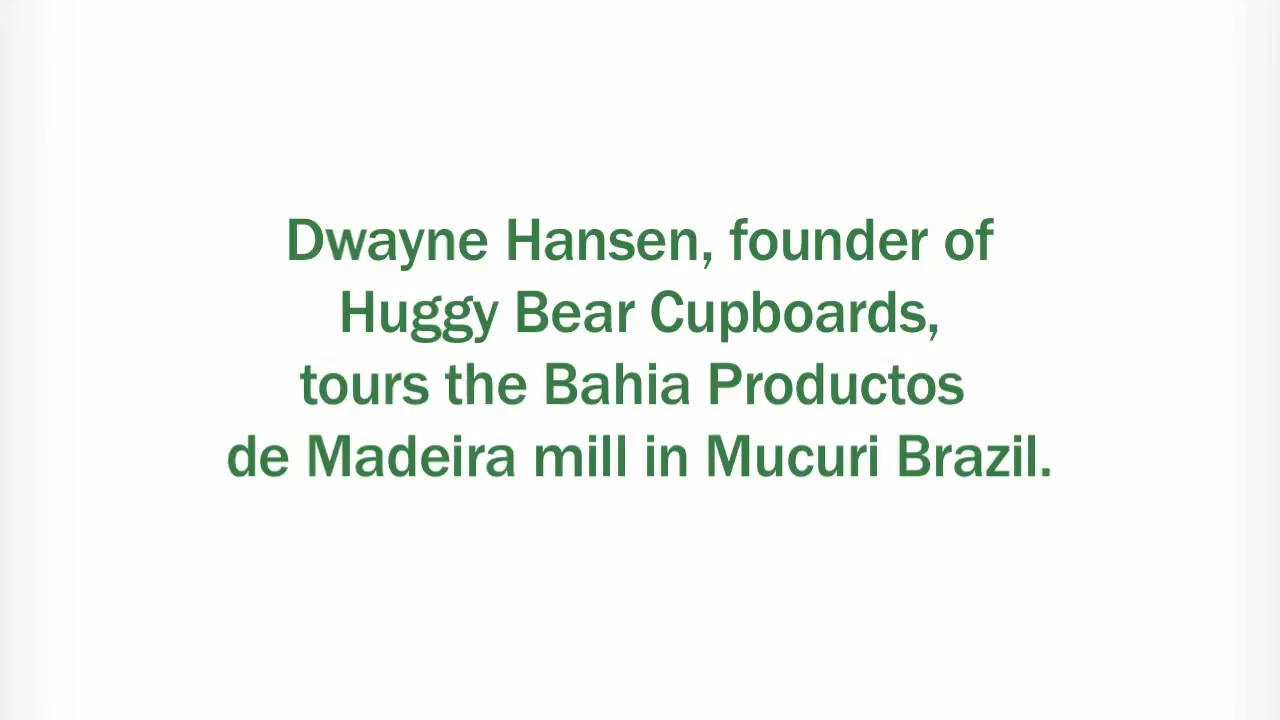 Dwayne Hansen, founder of
Huggy Bear Cupboards,
tours the Bahia Productos
de Madeira mill in Mucuri Brazil.